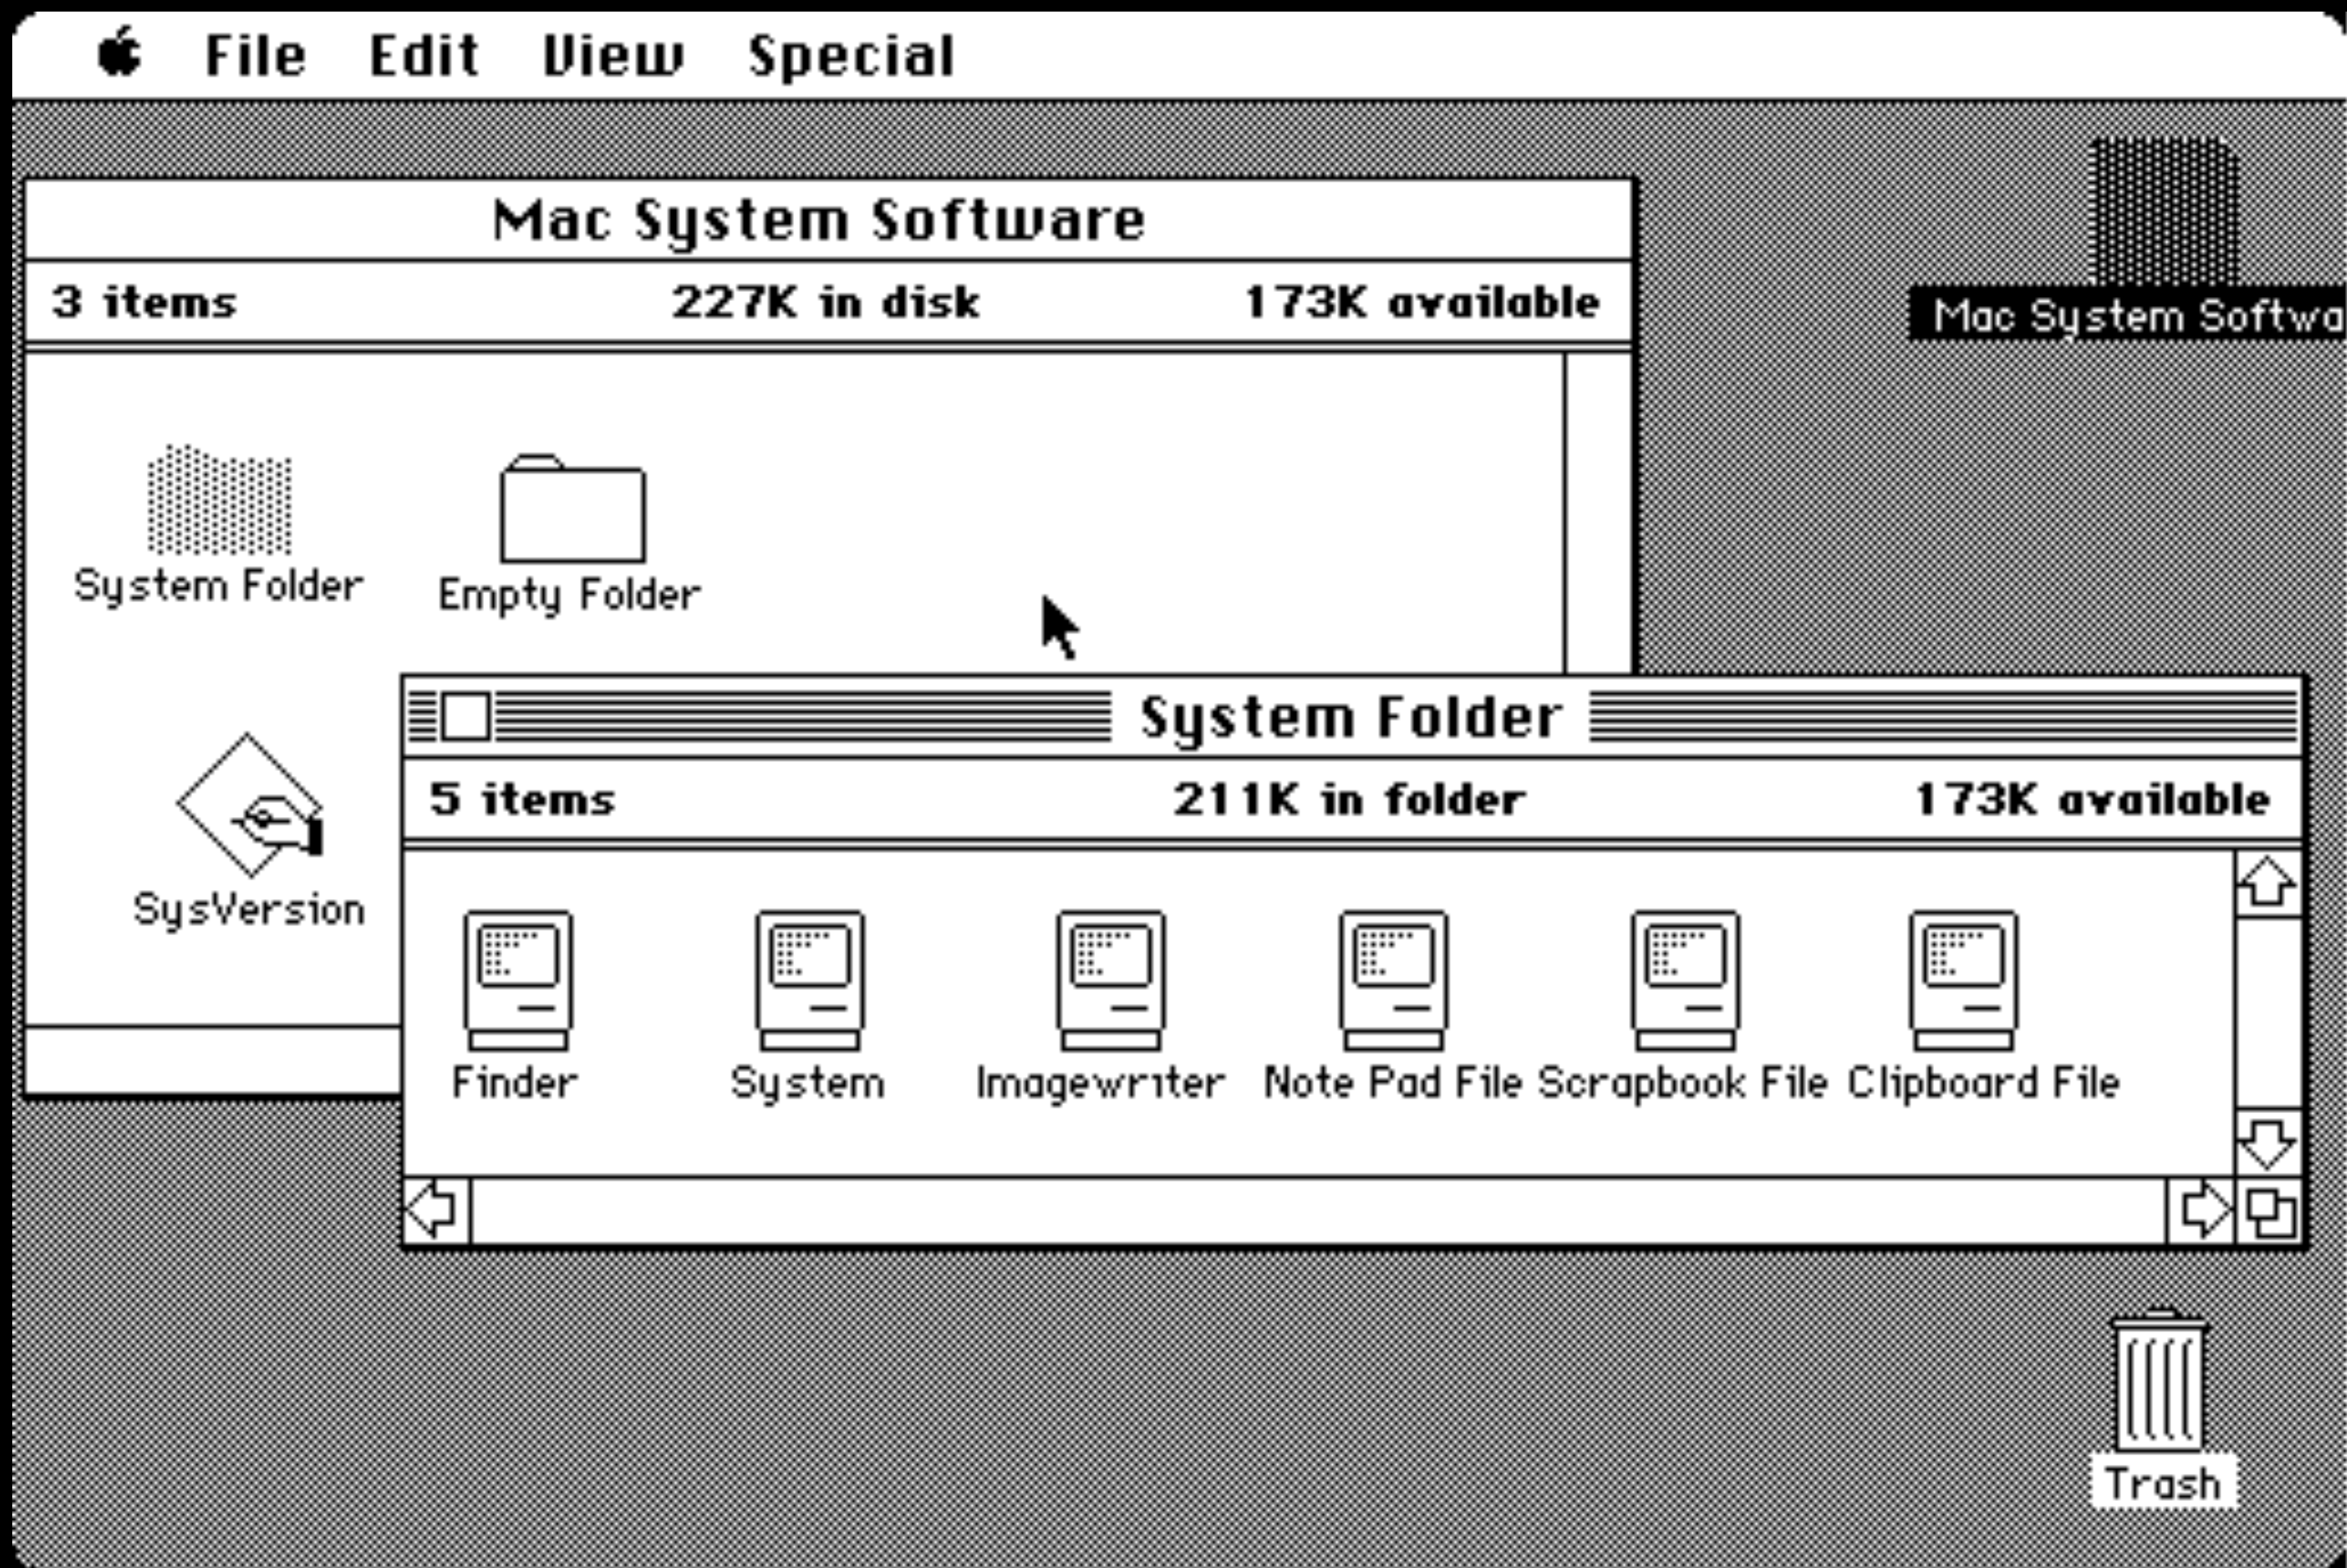 File Edit View Special
Mac System Softwa
Mac System Software
3 items 227K in disk 173K available
System Folder Empty Folder
SysVersion
System Folder
5 items 211K in folder 173K available
Finder System Imagewriter Note Pad File Scrapbook File Clipboard File
Trash